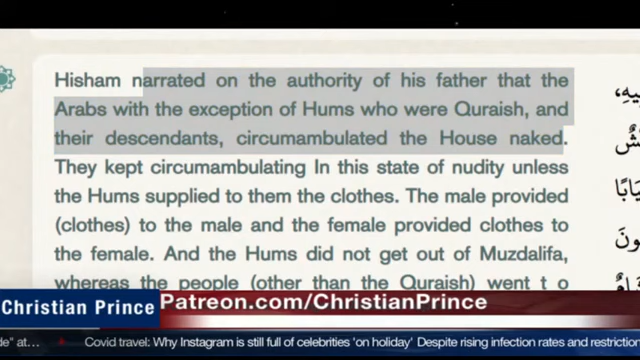 Hisham narrated on the authority of his father that the
Arabs with the exception of Hums who were Quraish, and
their descendants, circumambulated the House naked.
They kept circumambulating In this state of nudity unless
the Hums supplied to them the clothes. The male provided
(clothes) to the male and the female provided clothes to
the female. And the Hums did not get out of Muzdalifa,
whereas the people (other than the Quraish) went t o
Christian Prince
Patreon.com/ChristianPrince
de" at… Covid travel: Why Instagram is still full of celebrities 'on holiday' Despite rising infection rates and restriction